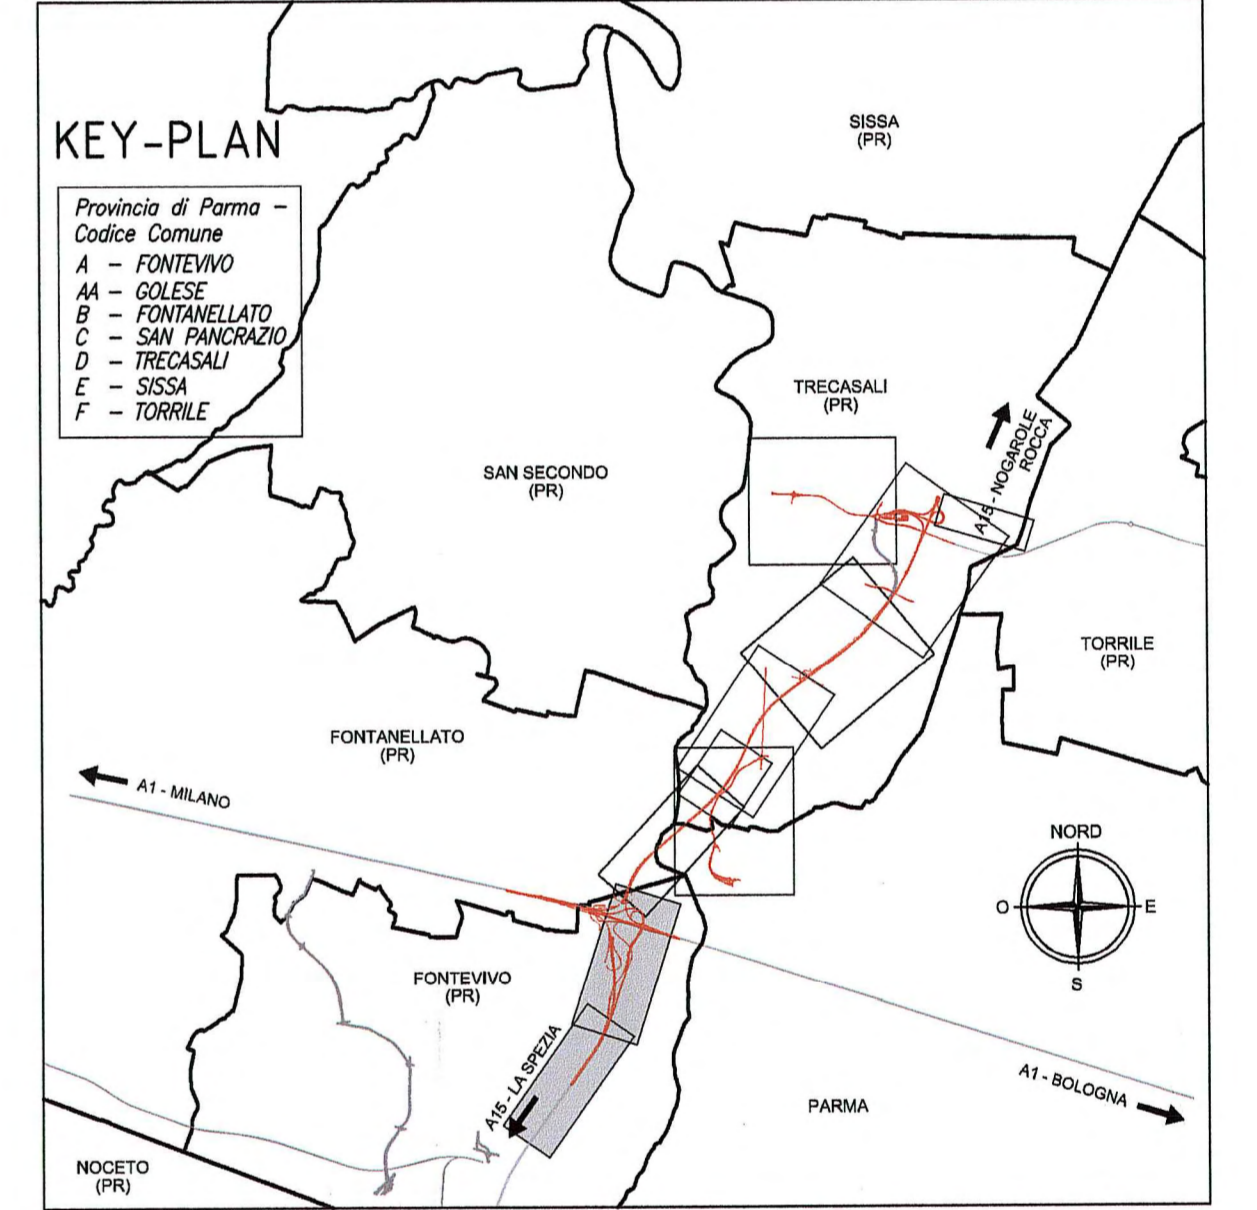 KEY-PLAN
Provincia di Parma –
Codice Comune
A – FONTEVIVO
AA – GOLESE
B – FONTANELLATO
C – SAN PANCRAZIO
D – TRECASALI
E – SISSA
F – TORRILE
SISSA
(PR)
TRECASALI
(PR)
A15 - NOGAROLE
ROCCA
SAN SECONDO
(PR)
TORRILE
(PR)
FONTANELLATO
(PR)
A1 - MILANO
NORD
O
E
S
FONTEVIVO
(PR)
A15 - LA SPEZIA
A1 - BOLOGNA
PARMA
NOCETO
(PR)